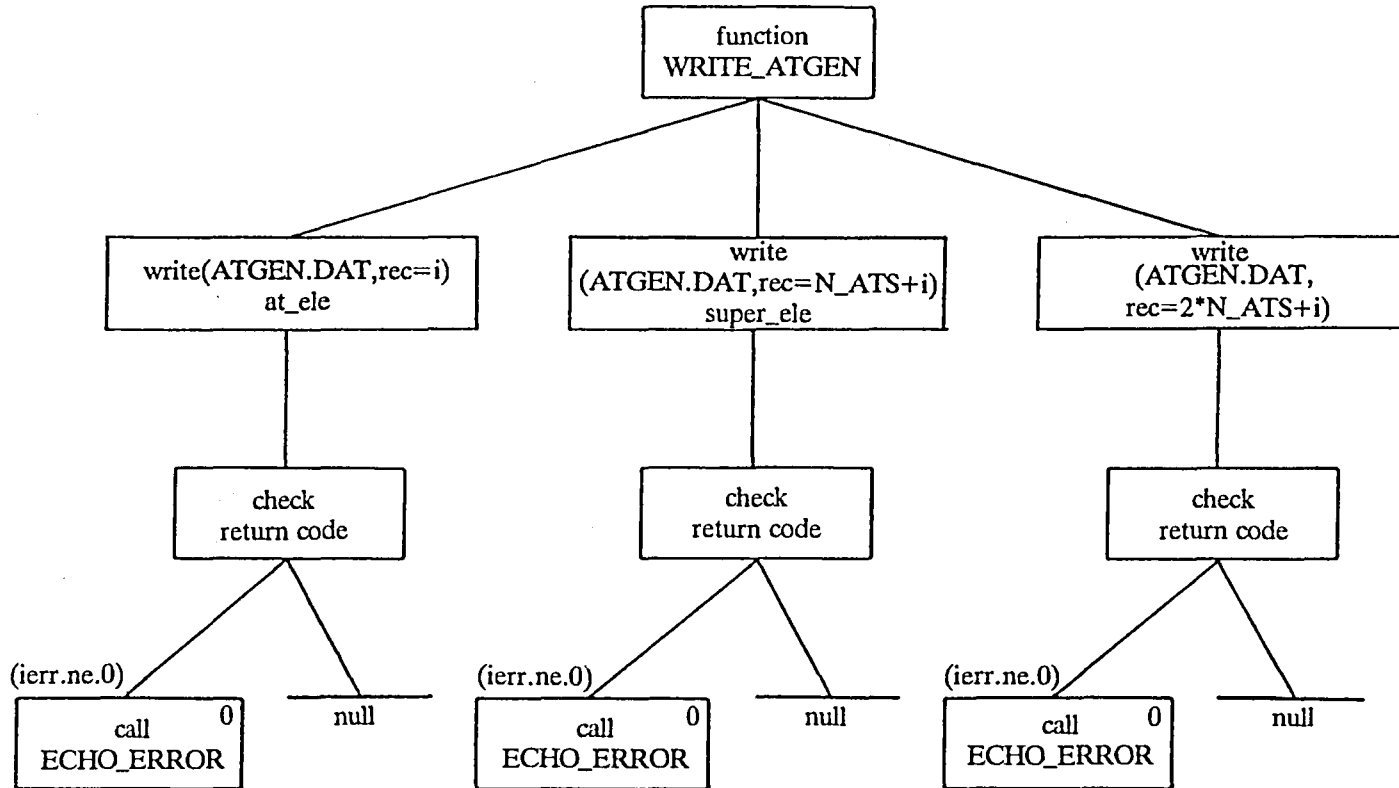 function
WRITE_ATGEN
write(ATGEN.DAT,rec=i)
at_ele
write
(ATGEN.DAT,rec=N_ATS+i)
super_ele
write
(ATGEN.DAT,
rec=2*N_ATS+i)
check
return code
check
return code
check
return code
(ierr.ne.0)
0
call
ECHO_ERROR
null
(ierr.ne.0)
0
call
ECHO_ERROR
null
(ierr.ne.0)
0
call
ECHO_ERROR
null